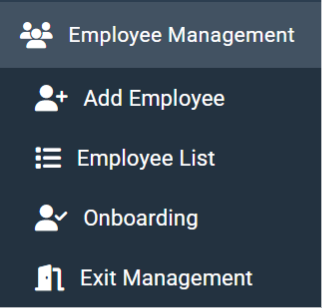 Employee Management
Add Employee
Employee List
Onboarding
Exit Management